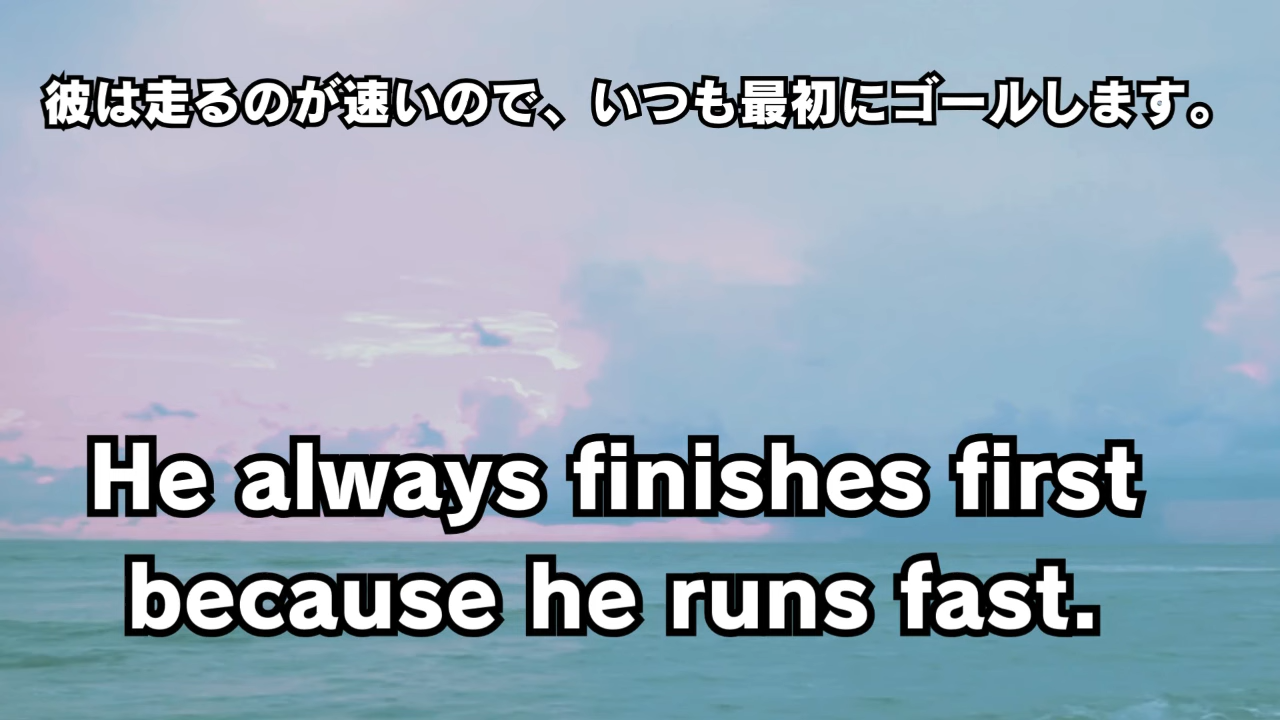 彼は走るのが速いので、いつも最初にゴールします。
He always finishes first
because he runs fast.